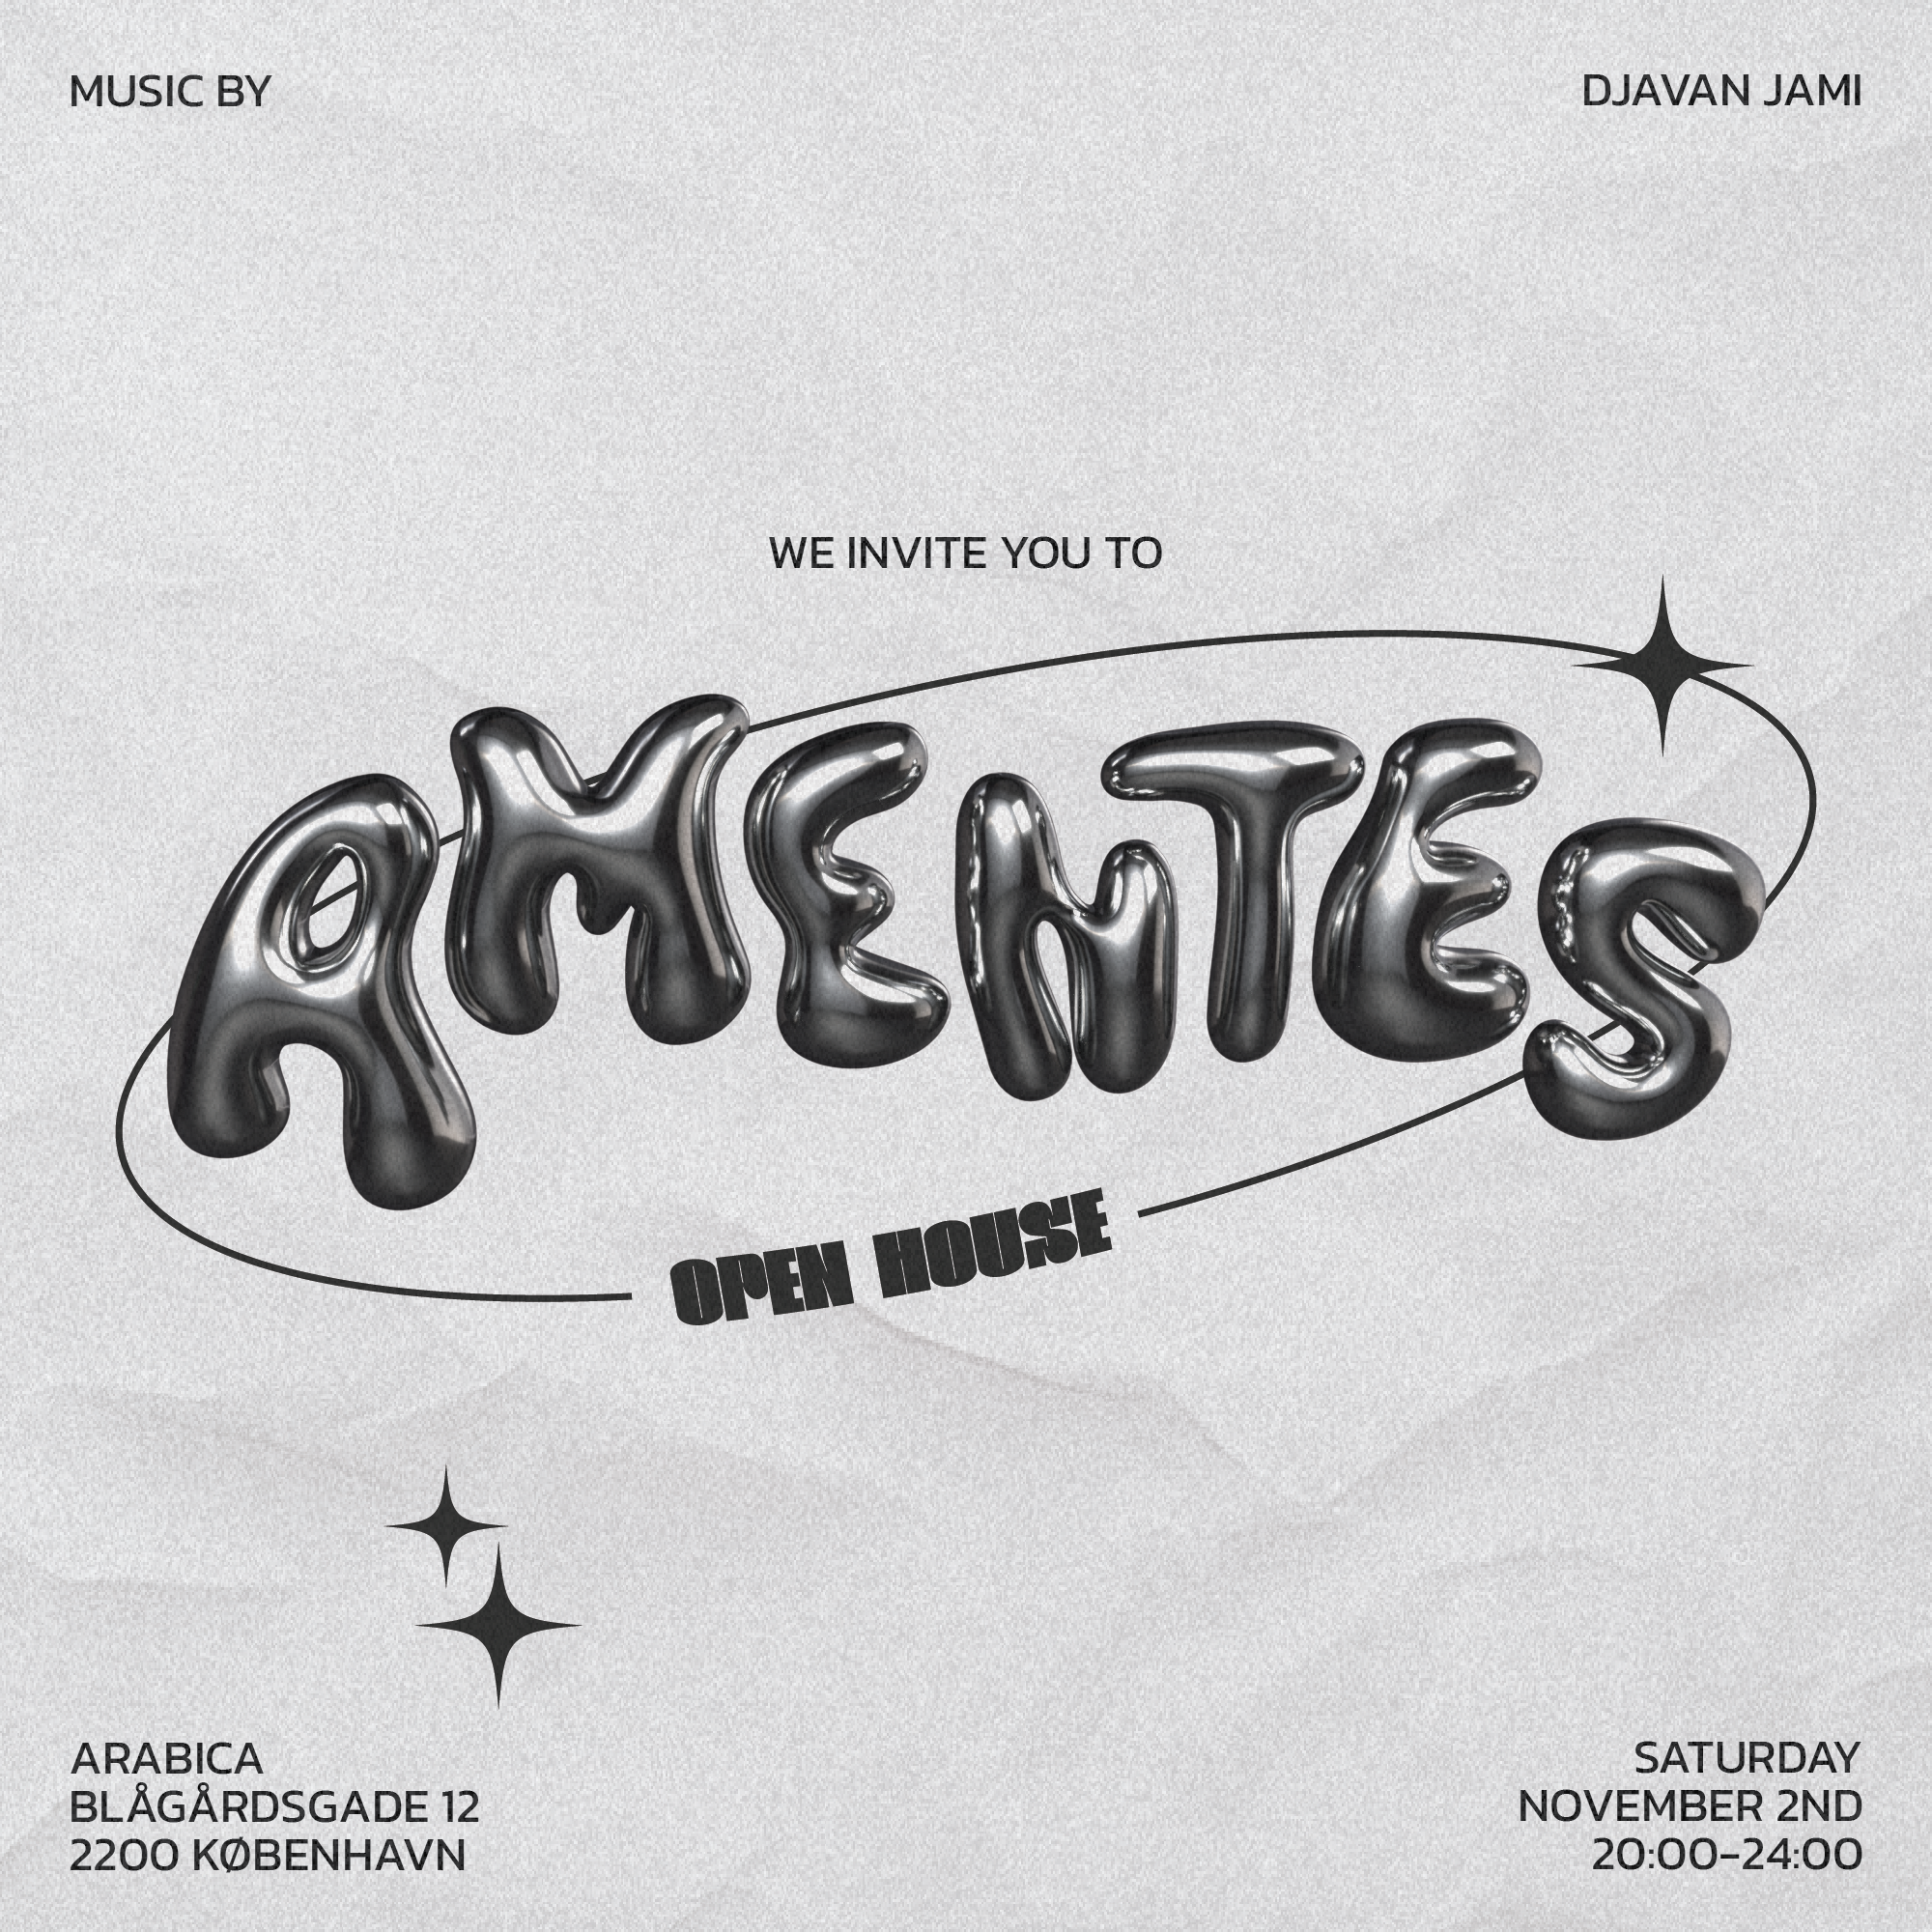 MUSIC BY
DJAVAN JAMI
WE INVITE YOU TO
AMENTES
OPEN HOUSE
ARABICA
BLÅGÅRDSGADE 12
2200 KØBENHAVN
SATURDAY
NOVEMBER 2ND
20:00-24:00